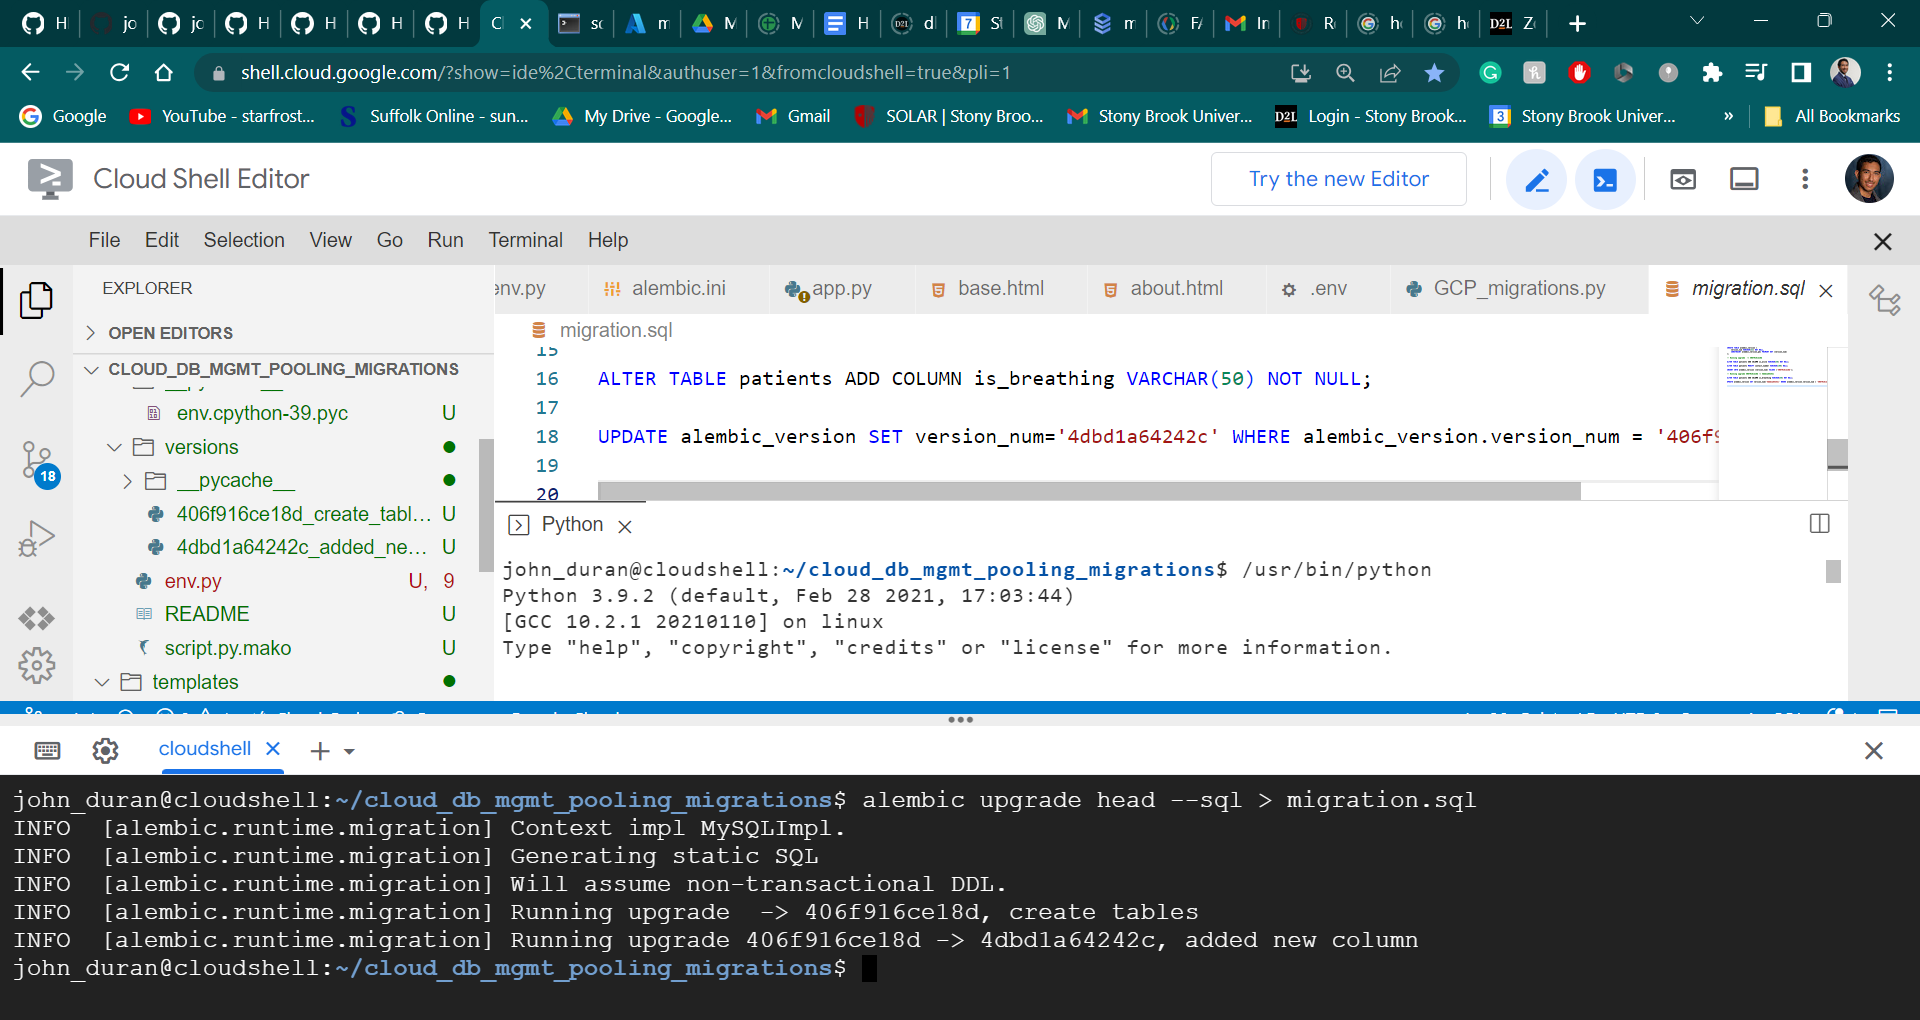 shell.cloud.google.com/?show=ide%2Cterminal&authuser=1&fromcloudshell=true&pli=1
Google YouTube - starfrost... Suffolk Online - sun... My Drive - Google... Gmail SOLAR | Stony Broo... Stony Brook Univer... D2L Login - Stony Brook... 3 Stony Brook Univer... » All Bookmarks
Cloud Shell Editor Try the new Editor
File Edit Selection View Go Run Terminal Help
EXPLORER
OPEN EDITORS
CLOUD_DB_MGMT_POOLING_MIGRATIONS
env.cpython-39.pyc U
versions
__pycache__
406f916ce18d_create_tabl... U
4dbd1a64242c_added_ne... U
env.py U, 9
README U
script.py.mako U
templates
18
env.py alembic.ini app.py base.html about.html .env GCP_migrations.py migration.sql
migration.sql
15
16 ALTER TABLE patients ADD COLUMN is_breathing VARCHAR(50) NOT NULL;
17
18 UPDATE alembic_version SET version_num='4dbd1a64242c' WHERE alembic_version.version_num = '406f9
19
20
Python
john_duran@cloudshell:~/cloud_db_mgmt_pooling_migrations$ /usr/bin/python
Python 3.9.2 (default, Feb 28 2021, 17:03:44)
[GCC 10.2.1 20210110] on linux
Type "help", "copyright", "credits" or "license" for more information.
cloudshell
john_duran@cloudshell:~/cloud_db_mgmt_pooling_migrations$ alembic upgrade head --sql > migration.sql
INFO [alembic.runtime.migration] Context impl MySQLImpl.
INFO [alembic.runtime.migration] Generating static SQL
INFO [alembic.runtime.migration] Will assume non-transactional DDL.
INFO [alembic.runtime.migration] Running upgrade -> 406f916ce18d, create tables
INFO [alembic.runtime.migration] Running upgrade 406f916ce18d -> 4dbd1a64242c, added new column
john_duran@cloudshell:~/cloud_db_mgmt_pooling_migrations$